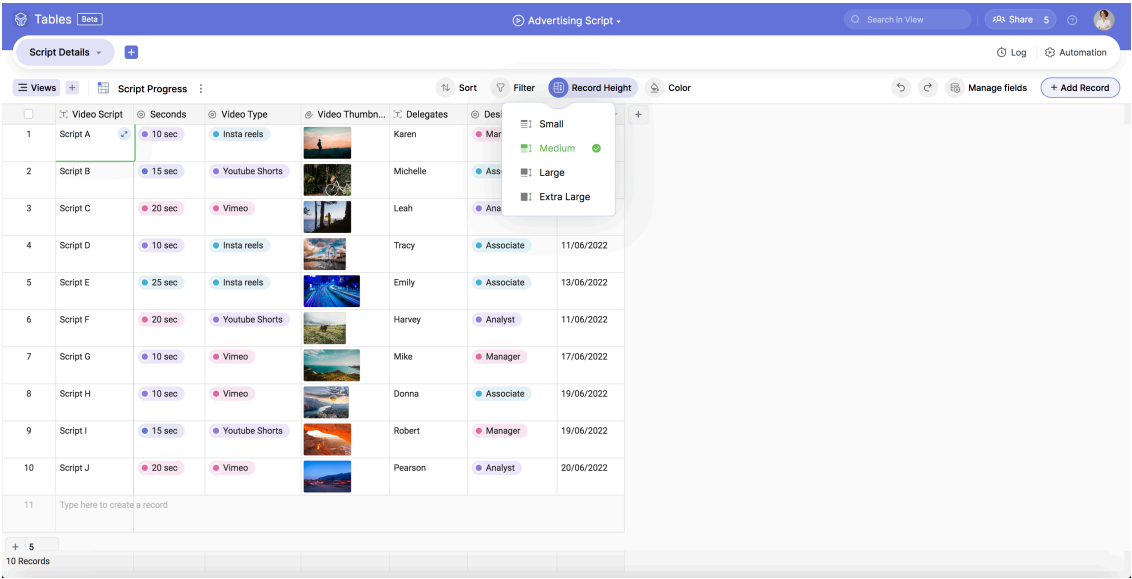 Tables Beta
Advertising Script
Search in View
Share 5
Script Details
Log
Automation
Views
Script Progress
Sort
Filter
Record Height
Color
Manage fields
+ Add Record
Video Script Seconds Video Type Video Thumbn... Delegates Desi
1 Script A 10 sec Insta reels Karen Mar
2 Script B 15 sec Youtube Shorts Michelle Ass
3 Script C 20 sec Vimeo Leah Ana
Small
Medium
Large
Extra Large
4 Script D 10 sec Insta reels Tracy Associate 11/06/2022
5 Script E 25 sec Insta reels Emily Associate 13/06/2022
6 Script F 20 sec Youtube Shorts Harvey Analyst 11/06/2022
7 Script G 10 sec Vimeo Mike Manager 17/06/2022
8 Script H 10 sec Vimeo Donna Associate 19/06/2022
9 Script I 15 sec Youtube Shorts Robert Manager 19/06/2022
10 Script J 20 sec Vimeo Pearson Analyst 20/06/2022
11 Type here to create a record
+ 5
10 Records